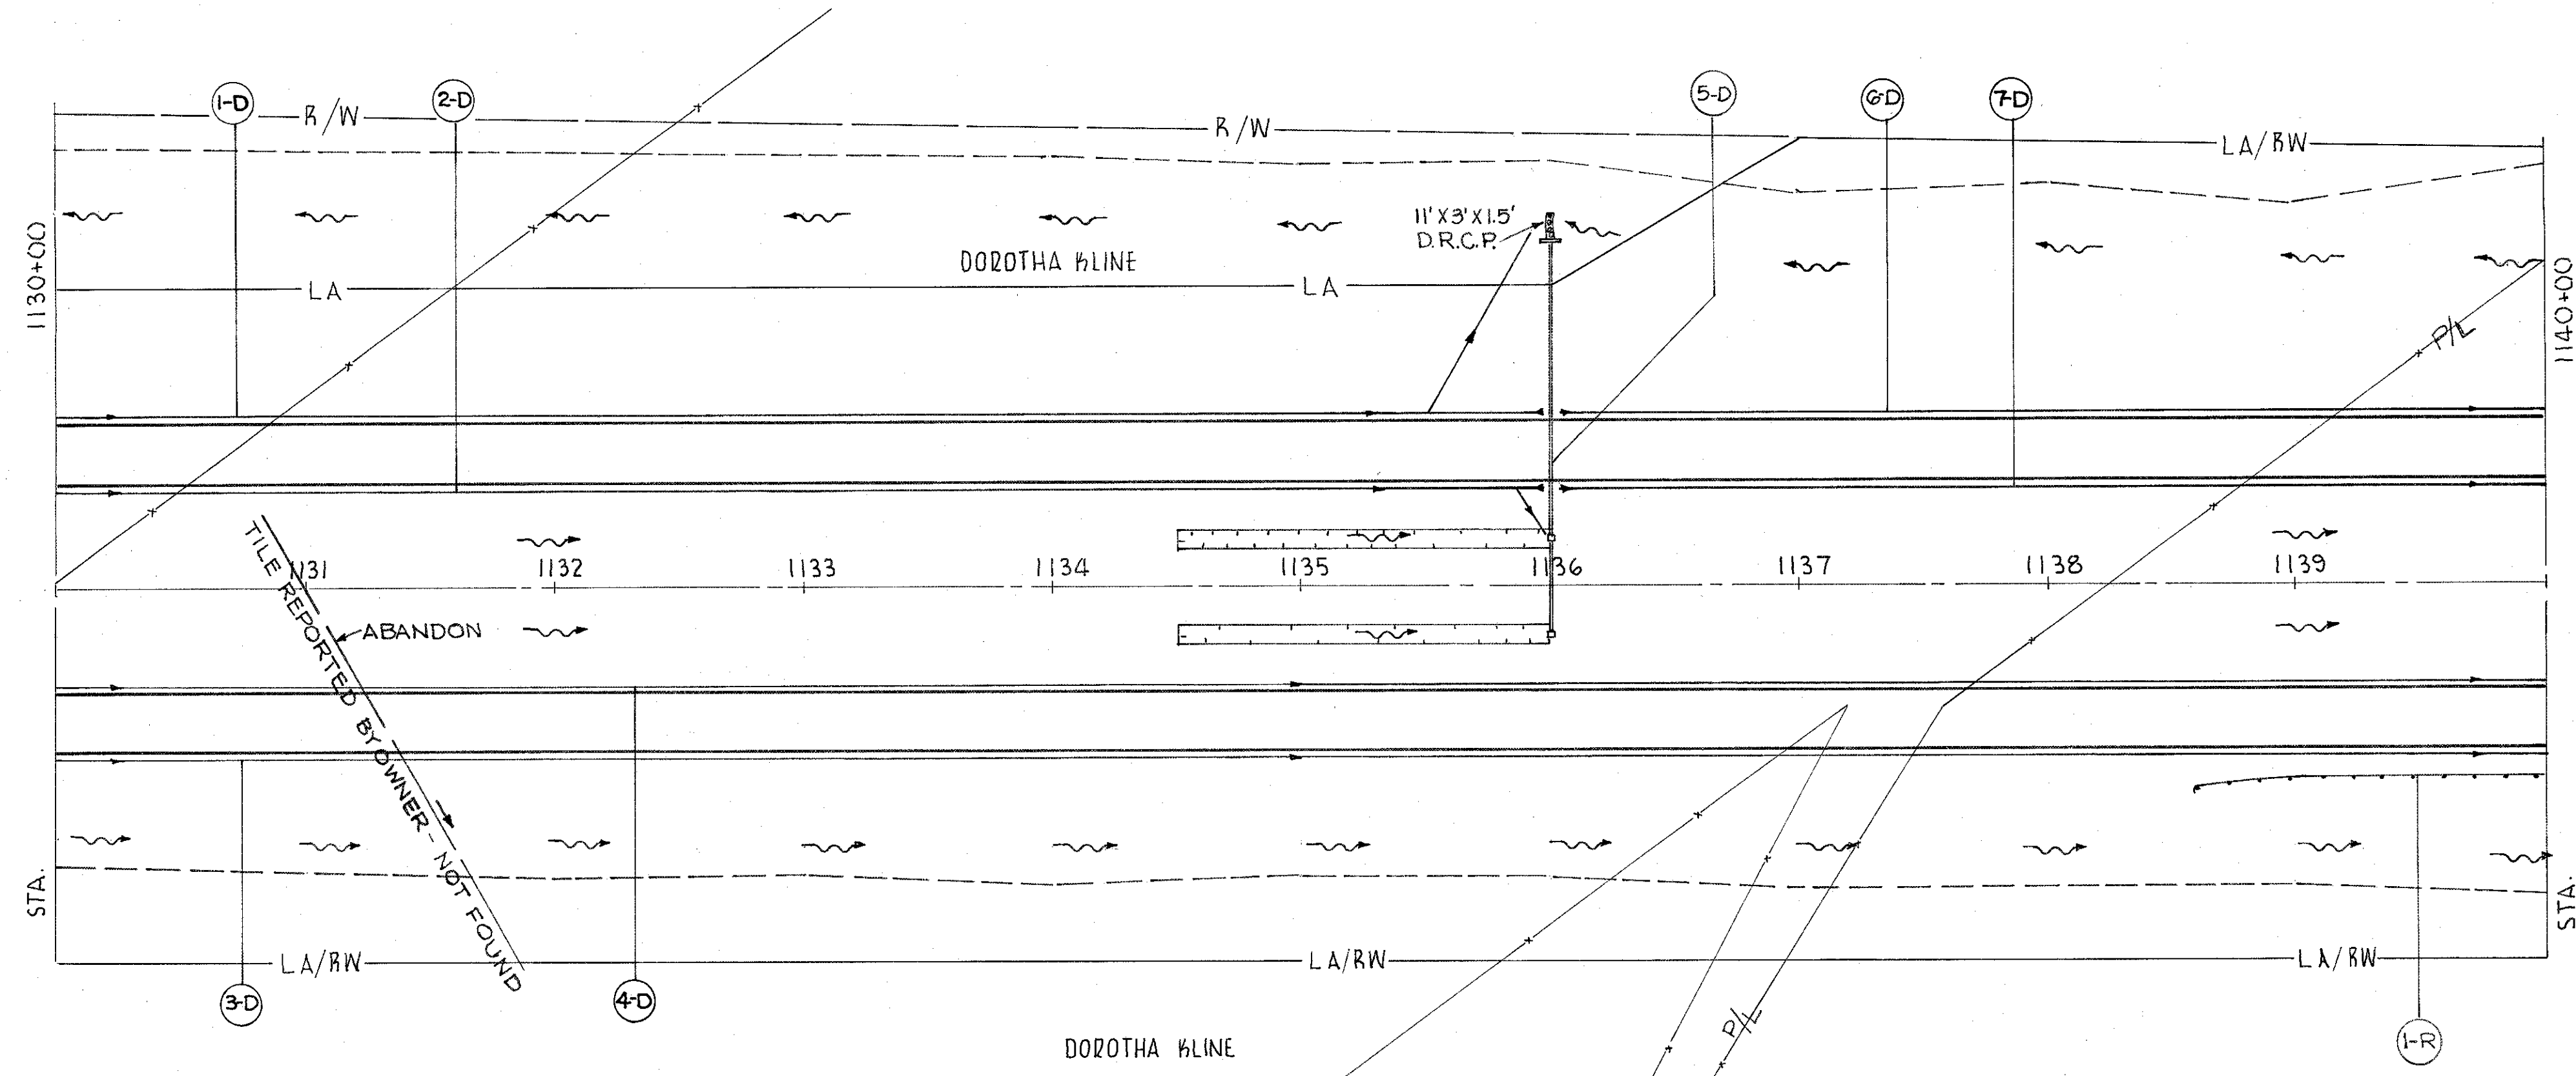 1-D
2-D
5-D
6-D
7-D
R/W
R/W
LA/RW
11'X3'X1.5'
D.R.C.P.
1130+00
DOROTHA KLINE
LA
LA
1140+00
P/L
1131
1132
1133
1134
1135
1136
1137
1138
1139
TILE REPORTED BY OWNER - NOT FOUND
ABANDON
STA.
STA.
LA/RW
LA/RW
LA/RW
3-D
4-D
P/L
1-R
DOROTHA KLINE